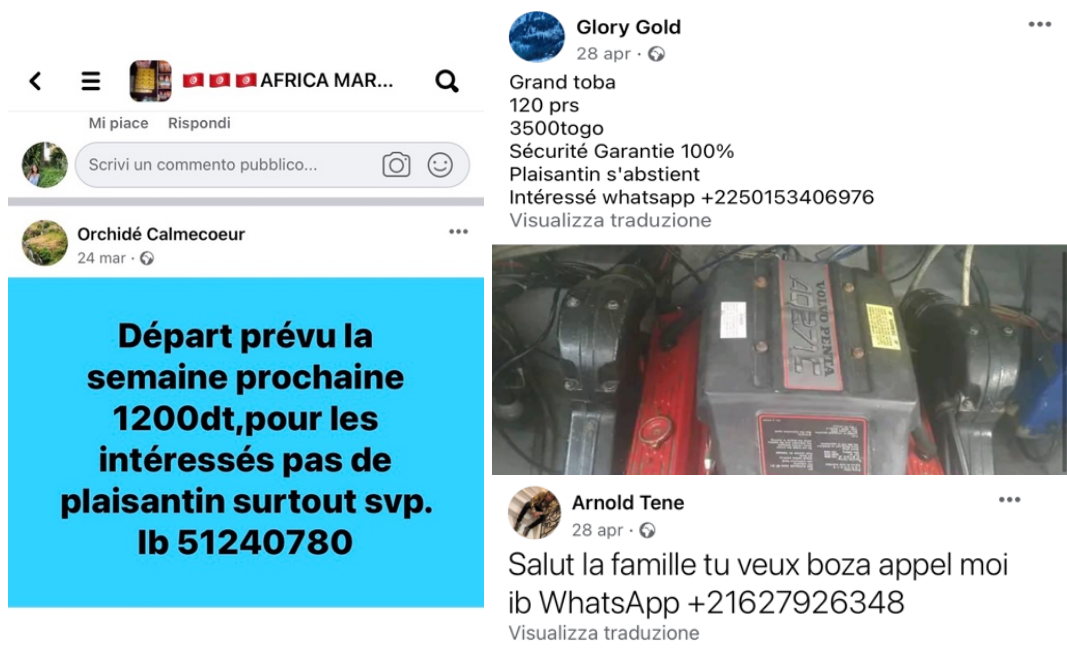 AFRICA MAR...
Mi piace Rispondi
Scrivi un commento pubblico...
Orchidé Calmecoeur
24 mar ·
Départ prévu la
semaine prochaine
1200dt,pour les
intéressés pas de
plaisantin surtout svp.
Ib 51240780
Glory Gold
28 apr ·
Grand toba
120 prs
3500togo
Sécurité Garantie 100%
Plaisantin s'abstient
Intéressé whatsapp +2250153406976
Visualizza traduzione
VOLVO PENTA
Arnold Tene
28 apr ·
Salut la famille tu veux boza appel moi
ib WhatsApp +21627926348
Visualizza traduzione